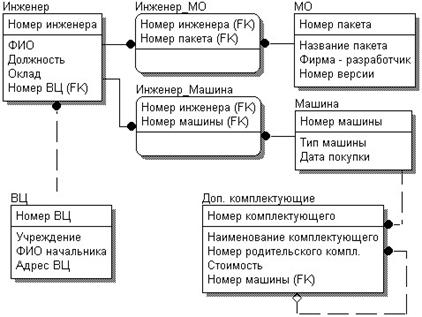 Инженер
Номер инженера
ФИО
Должность
Оклад
Номер ВЦ (FK)
Инженер_МО
Номер инженера (FK)
Номер пакета (FK)
МО
Номер пакета
Название пакета
Фирма - разработчик
Номер версии
Инженер_Машина
Номер инженера (FK)
Номер машины (FK)
Машина
Номер машины
Тип машины
Дата покупки
ВЦ
Номер ВЦ
Учреждение
ФИО начальника
Адрес ВЦ
Доп. комплектующие
Номер комплектующего
Наименование комплектующего
Номер родительского компл.
Стоимость
Номер машины (FK)